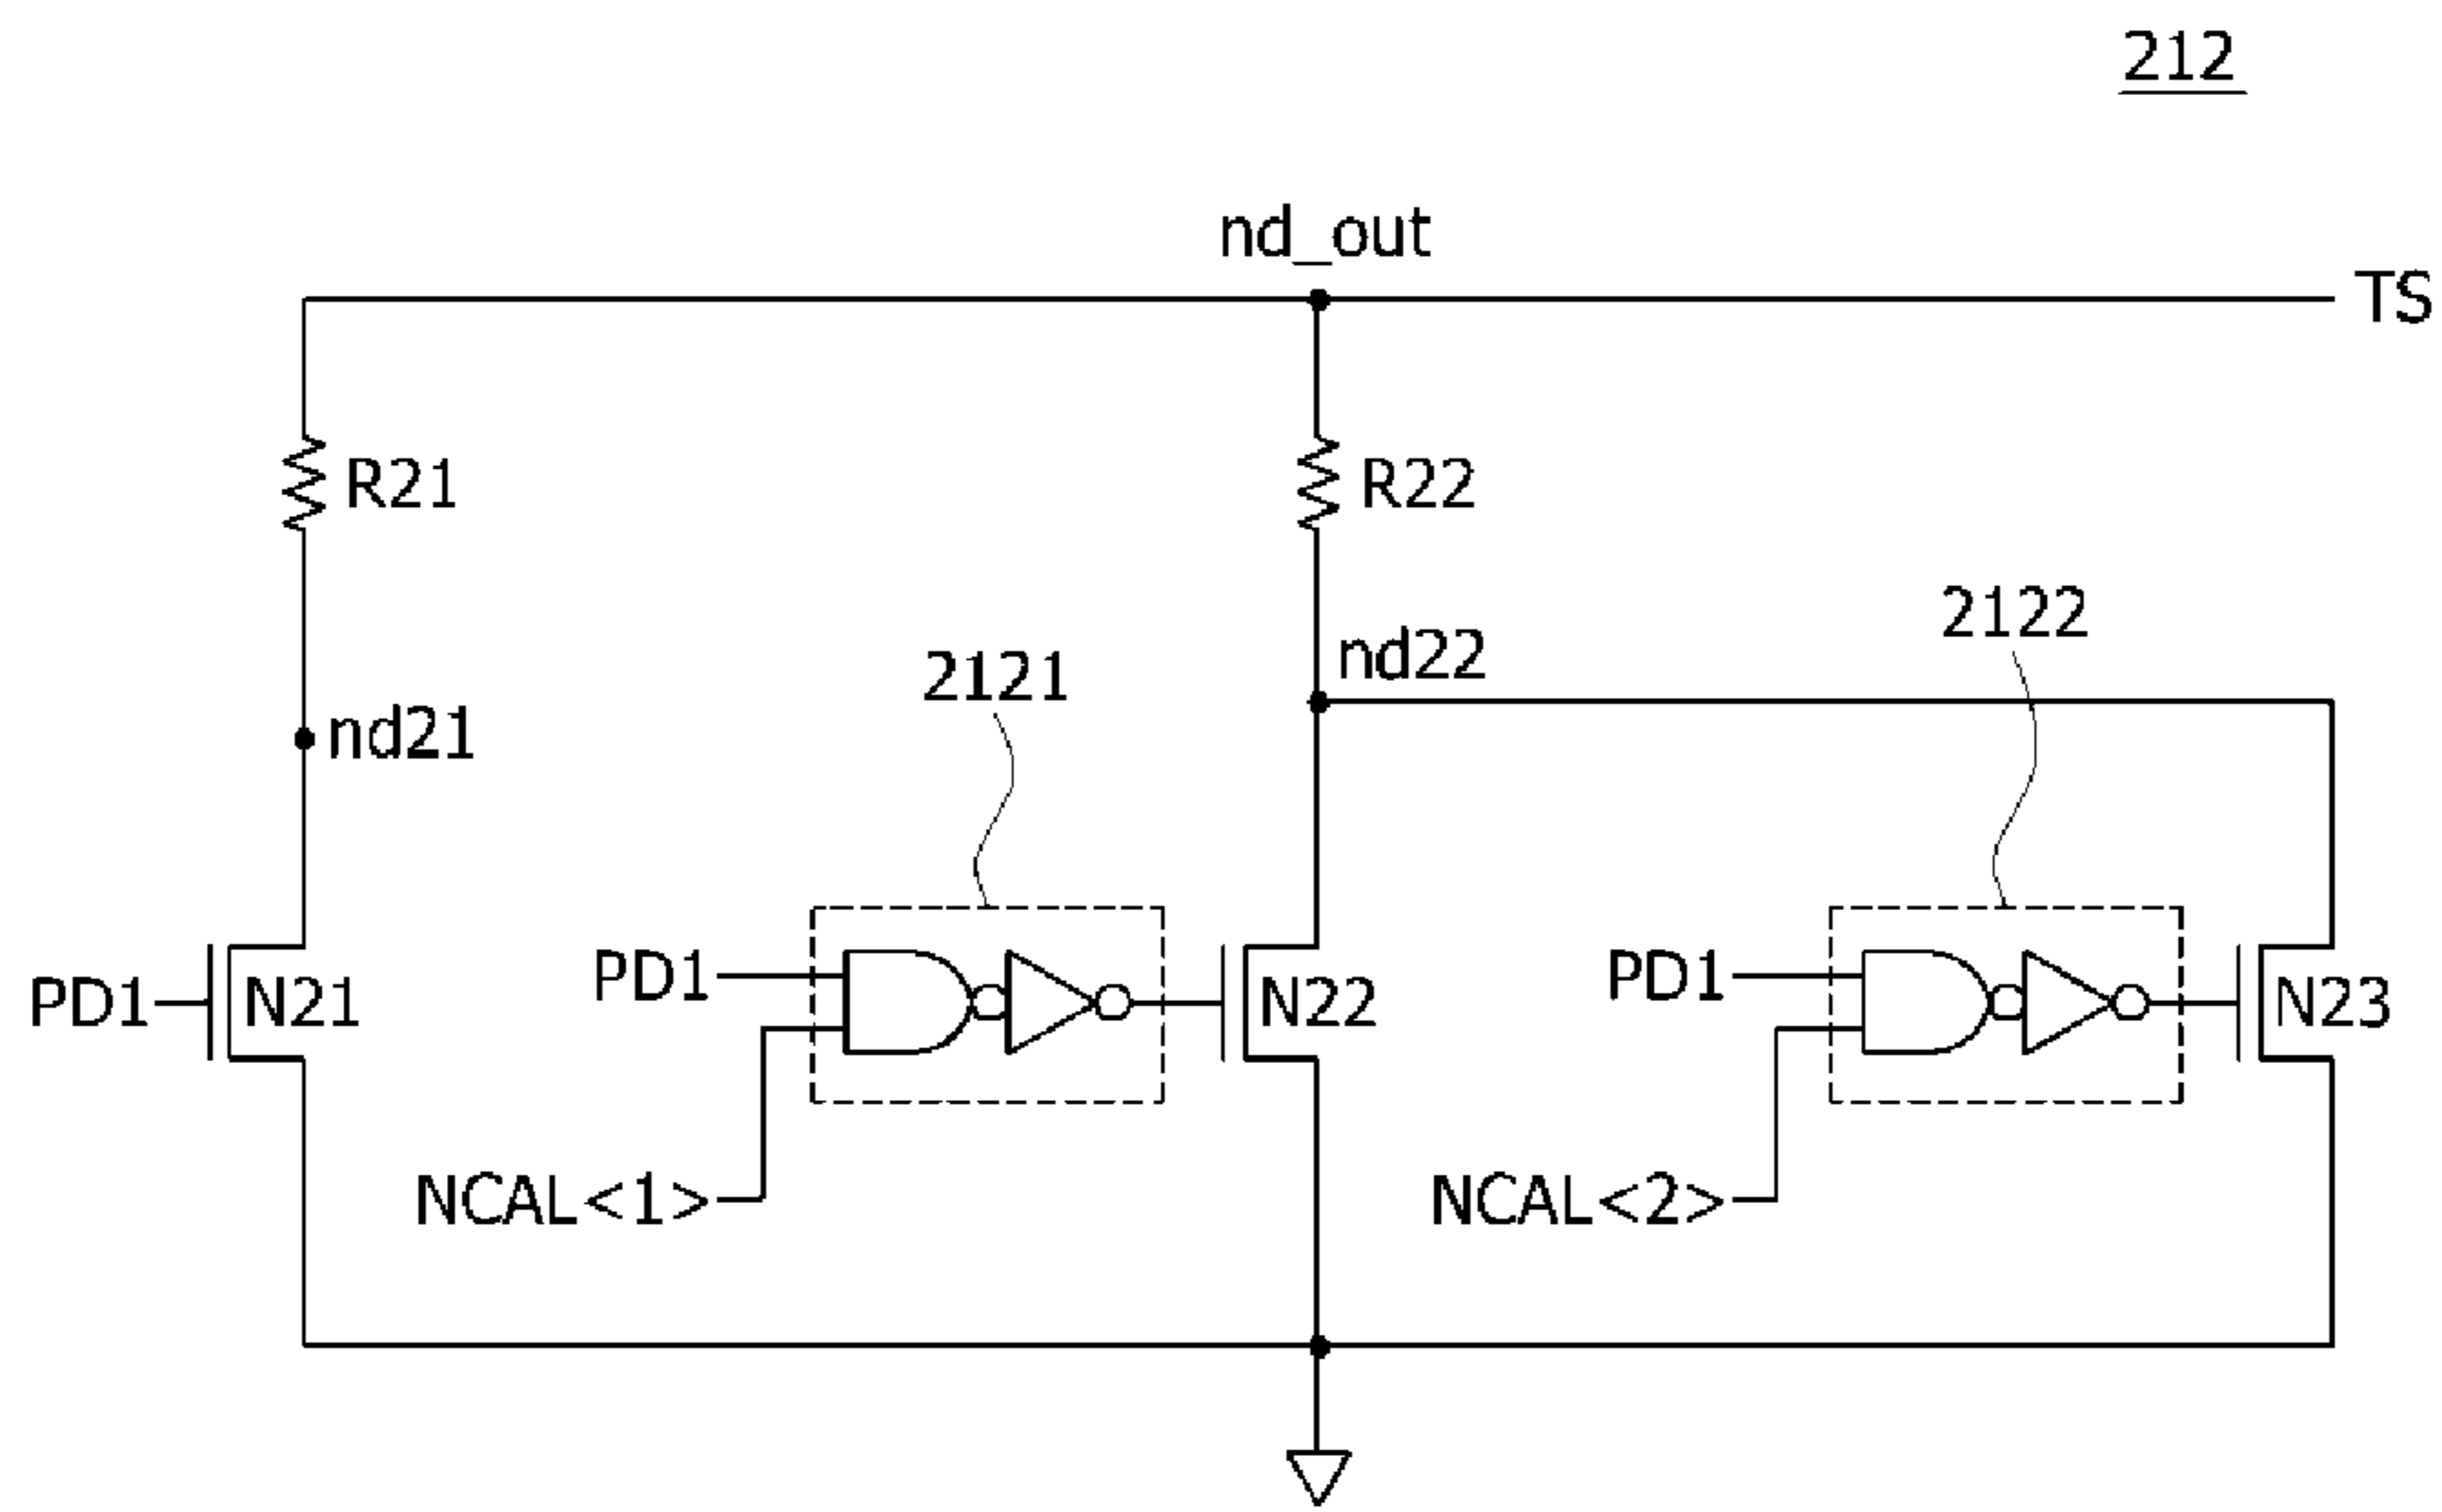 212
nd_out
TS
R21
R22
2122
nd22
2121
nd21
PD1
N21
PD1
N22
PD1
N23
NCAL<1>
NCAL<2>